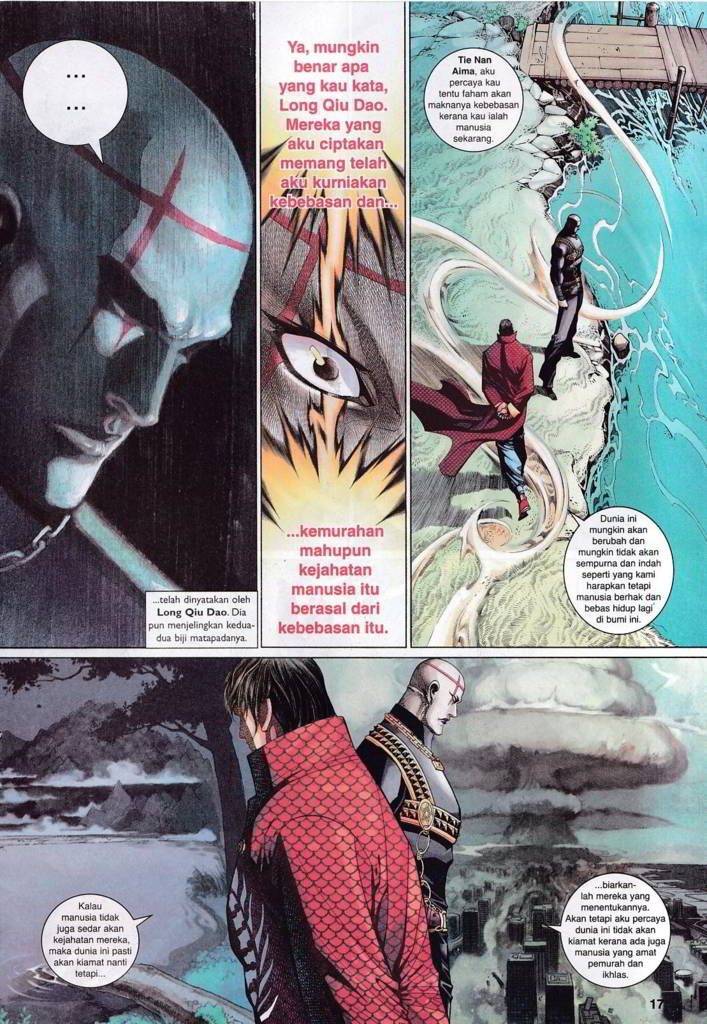 ...
...
...telah dinyatakan oleh
Long Qiu Dao. Dia
pun menjelingkan kedua-
dua biji matapadanya.
Ya, mungkin
benar apa
yang kau kata,
Long Qiu Dao.
Mereka yang
aku ciptakan
memang telah
aku kurniakan
kebebasan dan...
...kemurahan
mahupun
kejahatan
manusia itu
berasal dari
kebebasan itu.
Tie Nan
Aima, aku
percaya kau
tentu faham akan
maknanya kebebasan
kerana kau ialah
manusia
sekarang.
Dunia ini
mungkin akan
berubah dan
mungkin tidak akan
sempurna dan indah
seperti yang kami
harapkan tetapi
manusia berhak dan
bebas hidup lagi
di bumi ini.
Kalau
manusia tidak
juga sedar akan
kejahatan mereka,
maka dunia ini pasti
akan kiamat nanti
tetapi...
...biarkan-
lah mereka yang
menentukannya.
Akan tetapi aku percaya
dunia ini tidak akan
kiamat kerana ada juga
manusia yang amat
pemurah dan
ikhlas.
17